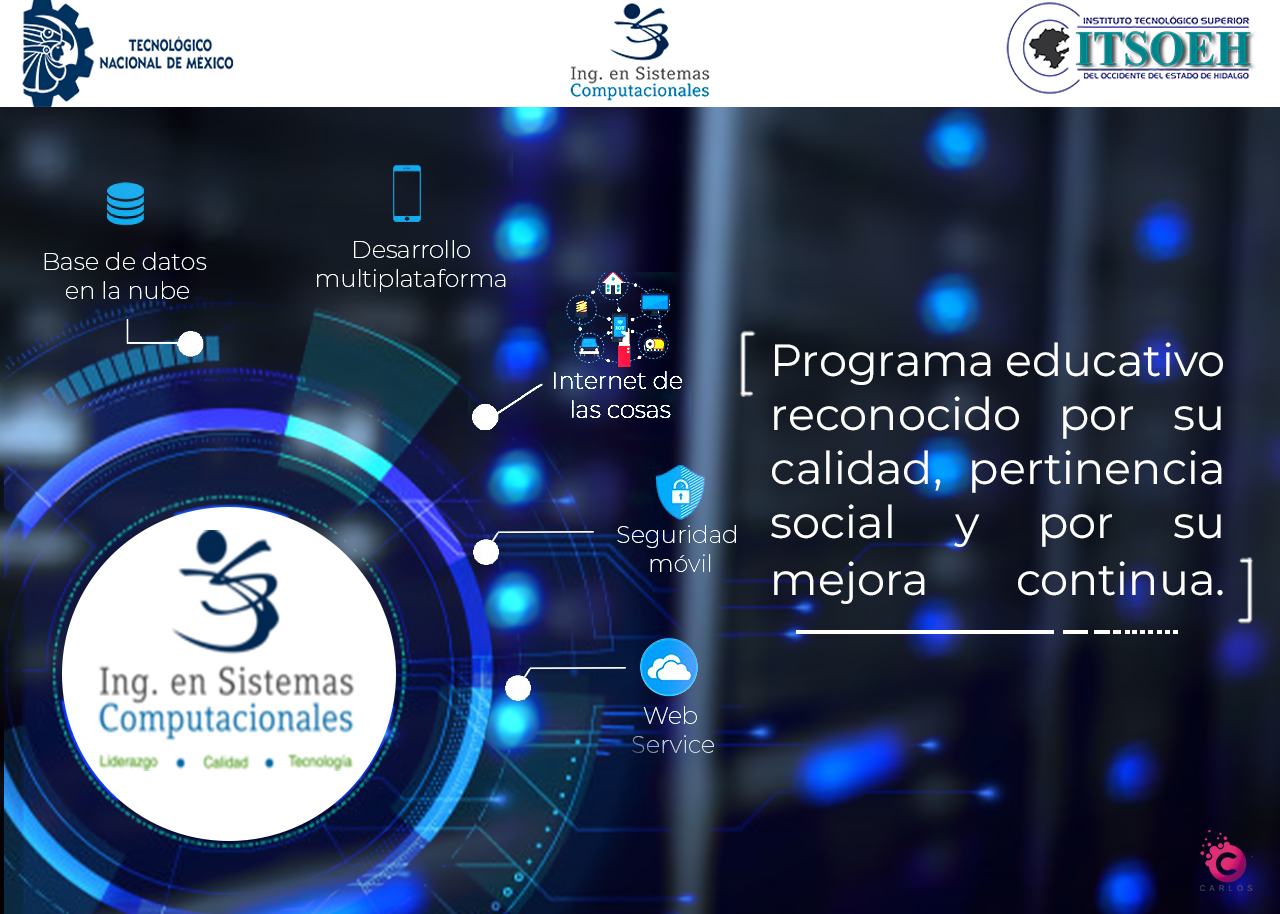 TECNOLÓGICO
NACIONAL DE MÉXICO
Ing. en Sistemas
Computacionales
INSTITUTO TECNOLÓGICO SUPERIOR
ITSOEH
DEL OCCIDENTE DEL ESTADO DE HIDALGO
Base de datos
en la nube
Desarrollo
multiplataforma
IOT
Internet de
las cosas
Seguridad
móvil
Web
Service
[ Programa educativo
reconocido por su
calidad, pertinencia
social y por su
mejora continua. ]
Ing. en Sistemas
Computacionales
Liderazgo • Calidad • Tecnología
C
CARLOS